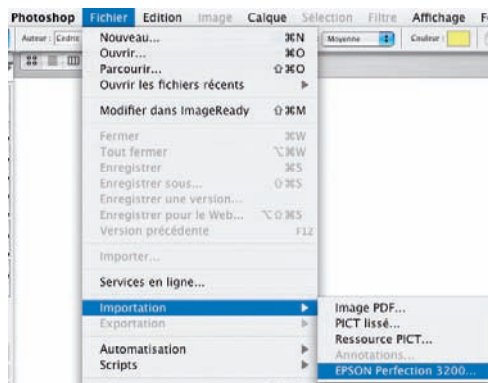 Photoshop Fichier Edition Image Calque Sélection Filtre Affichage F
Auteur : Cedric
Moyenne
Couleur :
Nouveau... ⌘N
Ouvrir... ⌘O
Parcourir... ⇧⌘O
Ouvrir les fichiers récents
Modifier dans ImageReady ⇧⌘M
Fermer ⌘W
Tout fermer ⌥⌘W
Enregistrer ⌘S
Enregistrer sous... ⇧⌘S
Enregistrer une version...
Enregistrer pour le Web... ⌥⇧⌘S
Version précédente F12
Importer...
Services en ligne...
Importation
Exportation
Automatisation
Scripts
Image PDF...
PICT lissé...
Ressource PICT...
Annotations...
EPSON Perfection 3200...